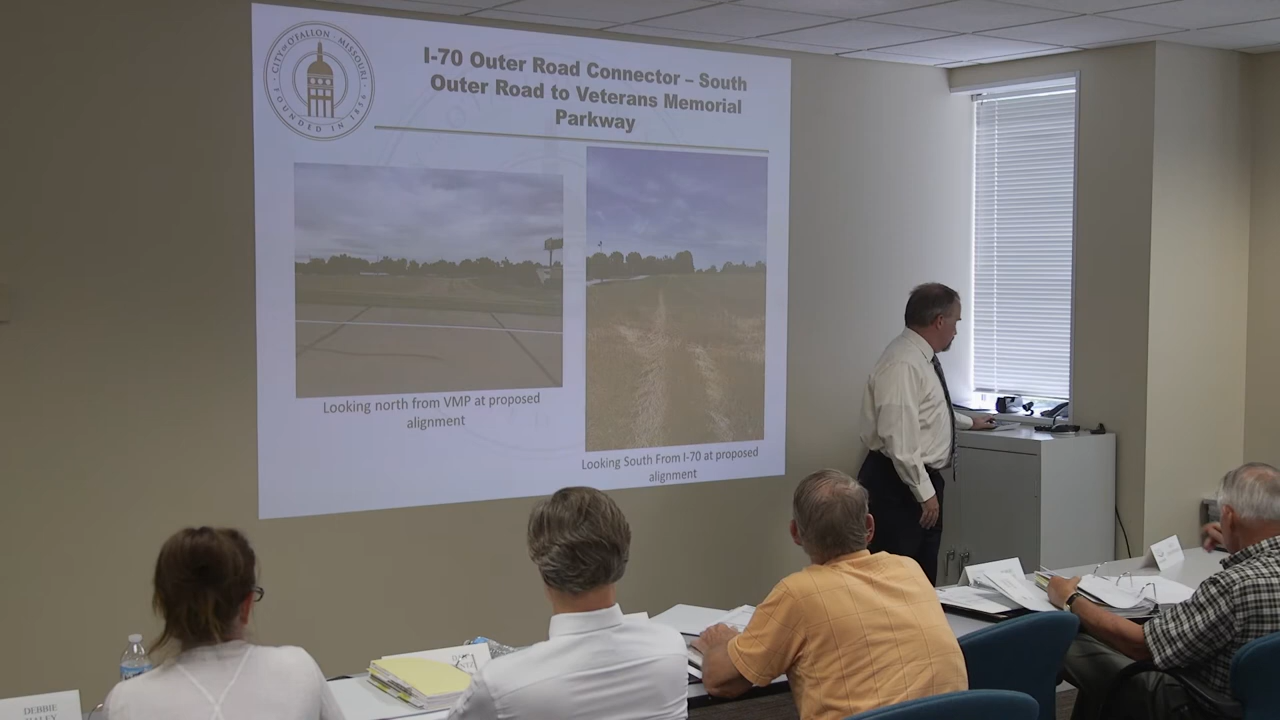 CITY OF O'FALLON · MISSOURI
FOUNDED IN 1856
I-70 Outer Road Connector – South
Outer Road to Veterans Memorial
Parkway
Looking north from VMP at proposed
alignment
Looking South From I-70 at proposed
alignment
DEBBIE